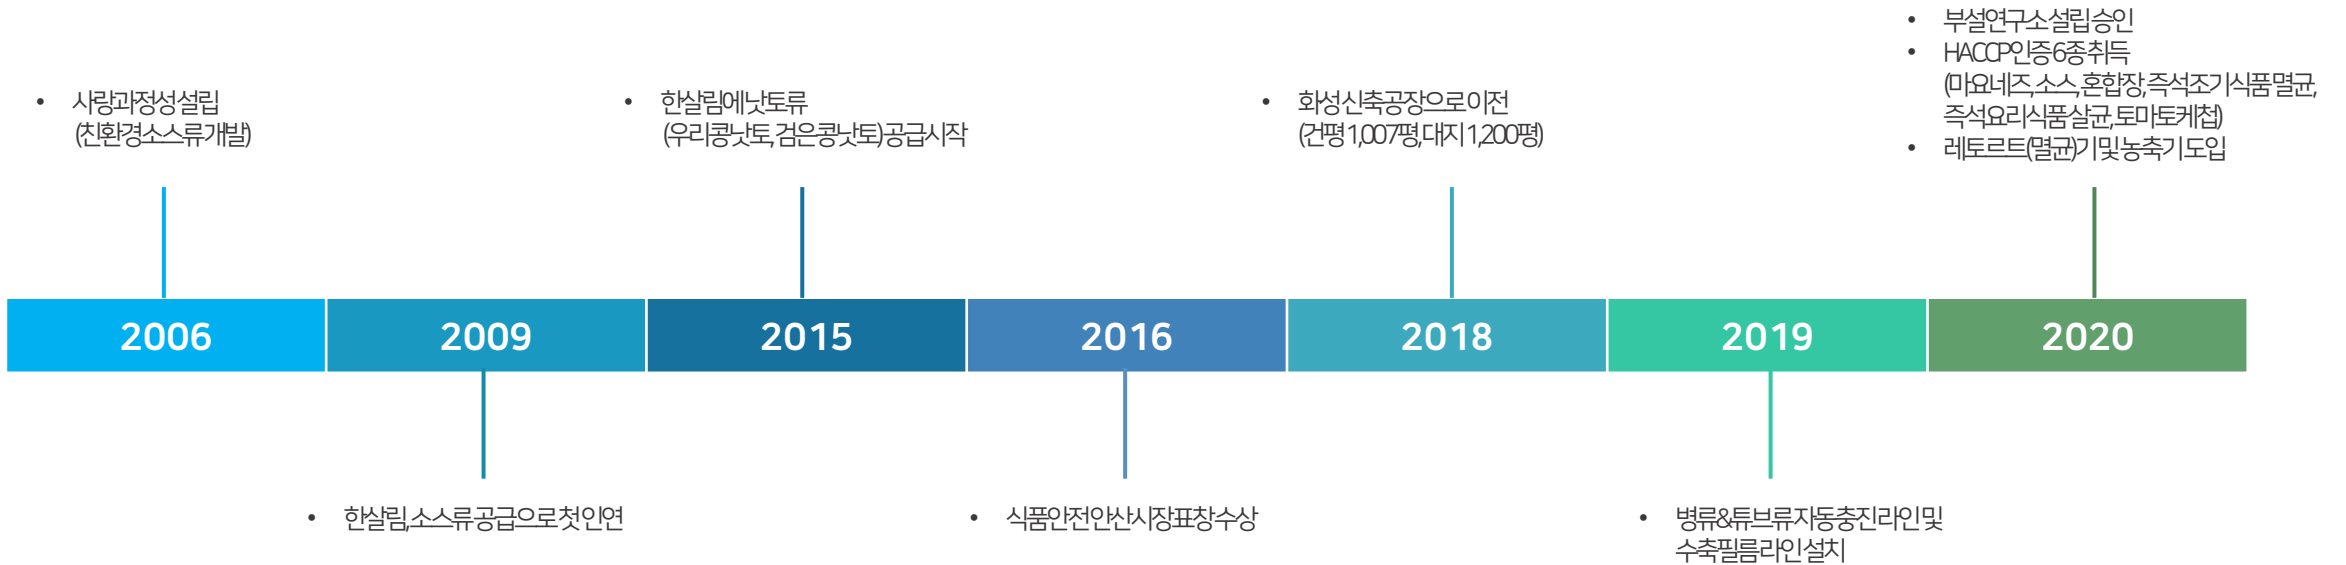 • 부설연구소 설립 승인
• HACCP인증 6종 취득
(마요네즈, 소스, 혼합장, 즉석조기식품 멸균,
즉석요리식품 살균, 토마토케첩)
• 레토르트(멸균)기 및 농축기 도입
• 사랑과정성 설립
(친환경소스류 개발)
• 한살림에 낫토류
(우리콩낫토, 검은콩낫토) 공급시작
• 화성 신축공장으로 이전
(건평 1,007평, 대지 1,200평)
2006
2009
2015
2016
2018
2019
2020
• 한살림, 소스류 공급으로 첫 인연
• 식품안전 안산시장 표창 수상
• 병류&튜브류 자동충진 라인 및
수축필름 라인 설치